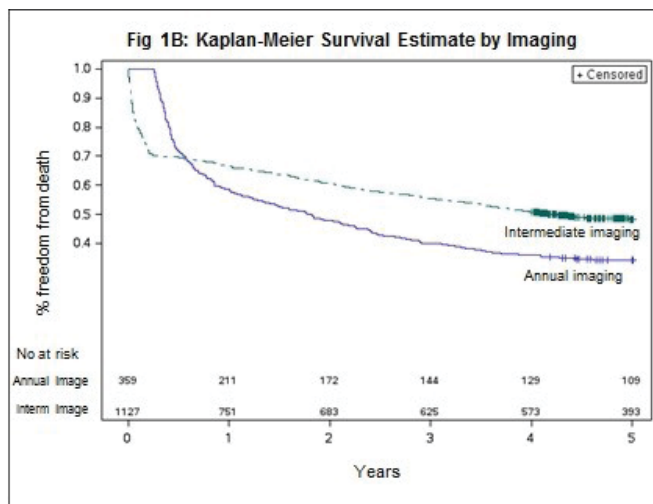 Fig 1B: Kaplan-Meier Survival Estimate by Imaging
+ Censored
1.0
0.9
0.8
0.7
0.6
0.5
0.4
% freedom from death
Intermediate imaging
Annual imaging
No at risk
Annual Image 359 211 172 144 129 109
Interm Image 1127 751 683 625 573 393
0 1 2 3 4 5
Years